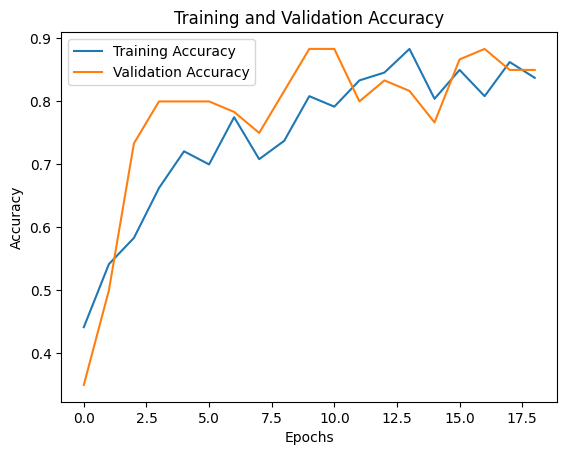 Training and Validation Accuracy
Training Accuracy
Validation Accuracy
Accuracy
0.9
0.8
0.7
0.6
0.5
0.4
0.0 2.5 5.0 7.5 10.0 12.5 15.0 17.5
Epochs